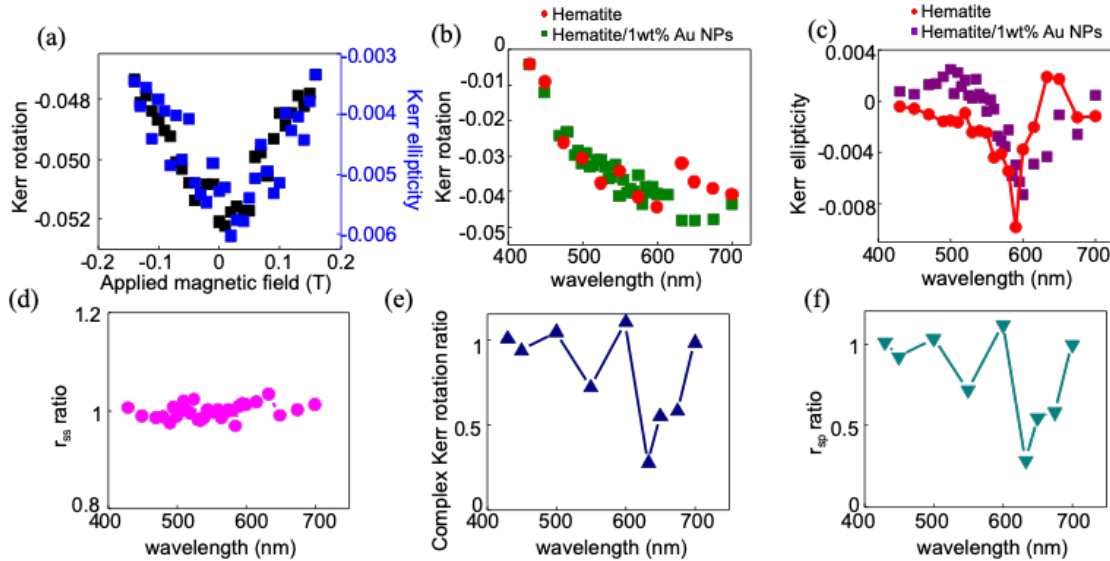 (a)
-0.048
-0.050
-0.052
Kerr rotation
-0.003
-0.004
-0.005
-0.006
Kerr ellipticity
-0.2 -0.1 0 0.1 0.2
Applied magnetic field (T)
(b)
Hematite
Hematite/1wt% Au NPs
0
-0.01
-0.02
-0.03
-0.04
-0.05
Kerr rotation
400 500 600 700
wavelength (nm)
(c)
Hematite
Hematite/1wt% Au NPs
0.004
0
-0.004
-0.008
Kerr ellipticity
400 500 600 700
wavelength (nm)
(d)
1.2
1
0.8
rss ratio
400 500 600 700
wavelength (nm)
(e)
1
0.5
0
Complex Kerr rotation ratio
400 500 600 700
wavelength (nm)
(f)
1
0.5
0
rsp ratio
400 500 600 700
wavelength (nm)